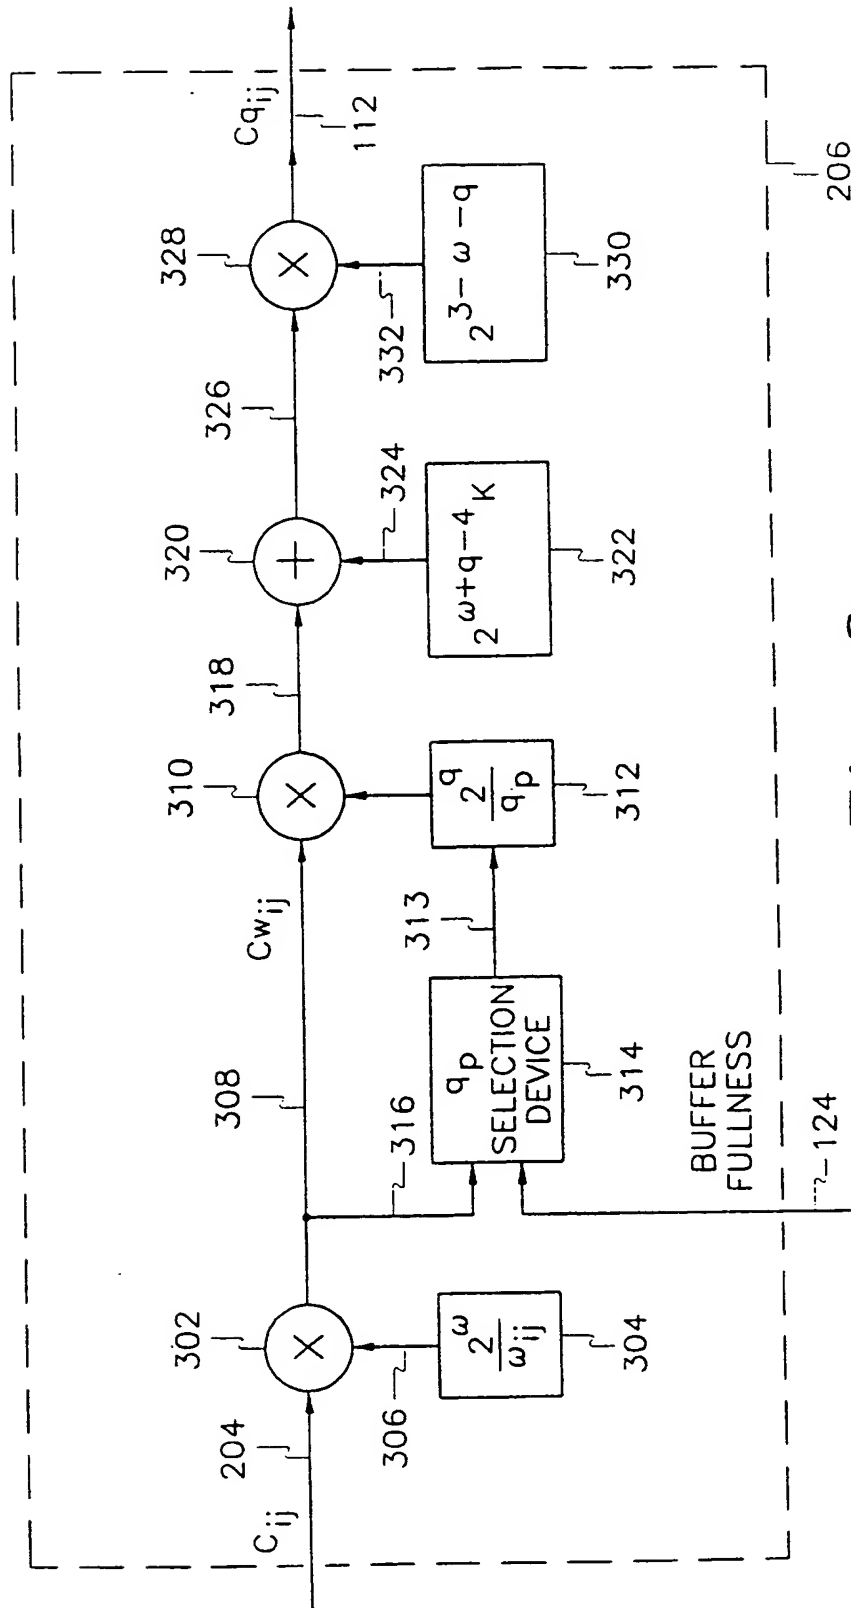 C_ij
204
302
306
2^ω / ω_ij
304
308
316
Cw_ij
q_p
SELECTION
DEVICE
314
BUFFER
FULLNESS
124
313
310
2^q / q_p
312
318
320
324
2^ω+q-4 K
322
326
328
332
2^3-ω-q
330
Cq_ij
112
206